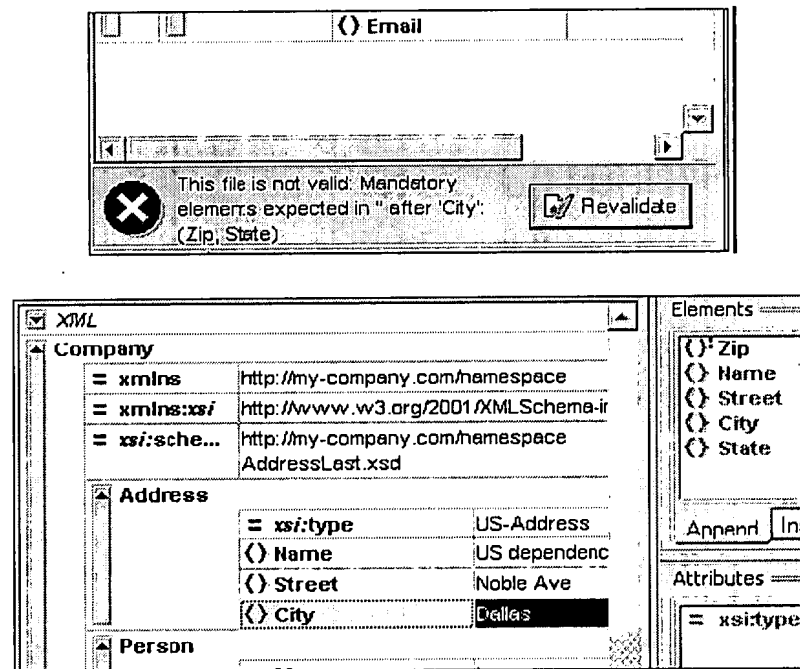 Email
This file is not valid: Mandatory
elements expected in '' after 'City':
(Zip, State)
Revalidate
XML
Company
= xmlns http://my-company.com/namespace
= xmlns:xsi http://www.w3.org/2001/XMLSchema-in
= xsi:sche... http://my-company.com/namespace
AddressLast.xsd
Address
= xsi:type US-Address
Name US dependenc
Street Noble Ave
City Dallas
Person
Elements
Zip
Name
Street
City
State
Append
Attributes
= xsi:type